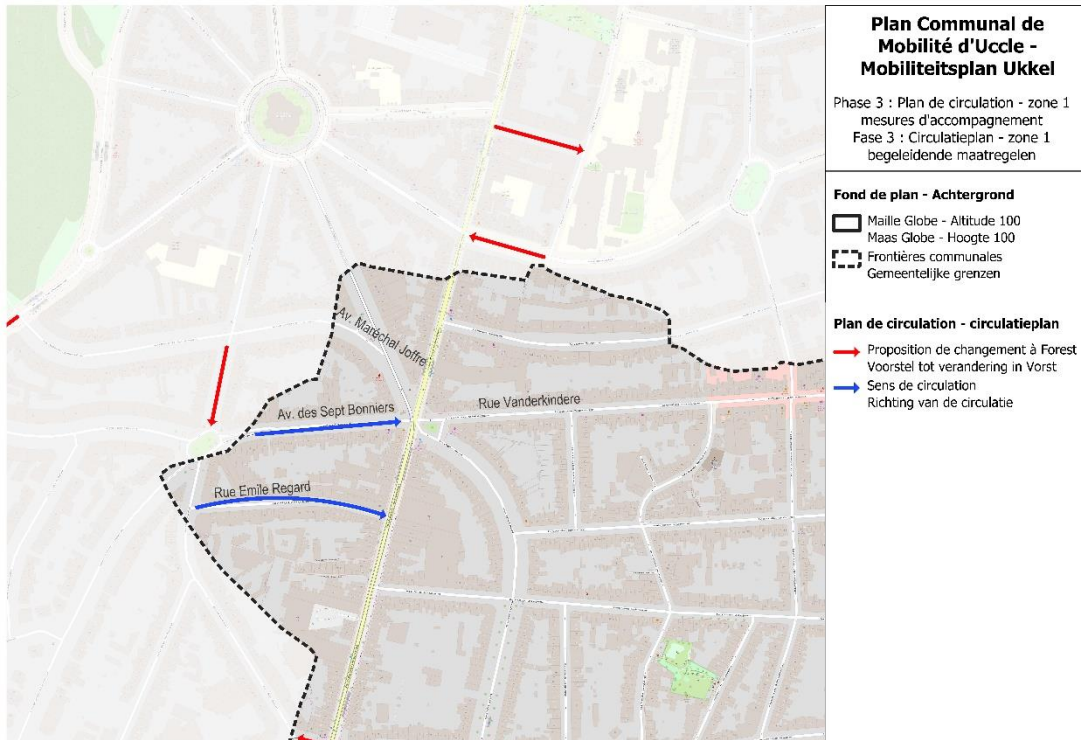 Plan Communal de
Mobilité d'Uccle -
Mobiliteitsplan Ukkel
Phase 3 : Plan de circulation - zone 1
mesures d'accompagnement
Fase 3 : Circulatieplan - zone 1
begeleidende maatregelen
Fond de plan - Achtergrond
Maille Globe - Altitude 100
Maas Globe - Hoogte 100
Frontières communales
Gemeentelijke grenzen
Plan de circulation - circulatieplan
Proposition de changement à Forest
Voorstel tot verandering in Vorst
Sens de circulation
Richting van de circulatie
Av. Maréchal Joffre
Av. des Sept Bonniers
Rue Vanderkindere
Rue Emile Regard